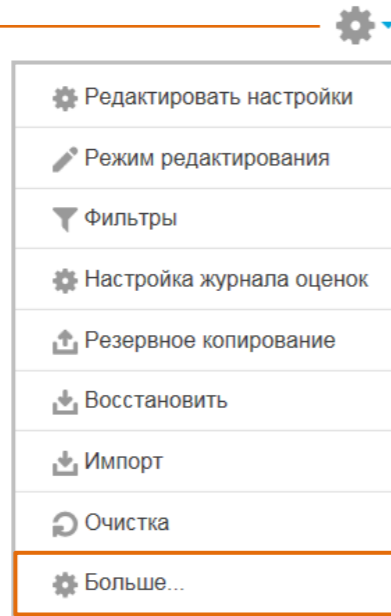 Редактировать настройки
Режим редактирования
Фильтры
Настройка журнала оценок
Резервное копирование
Восстановить
Импорт
Очистка
Больше...